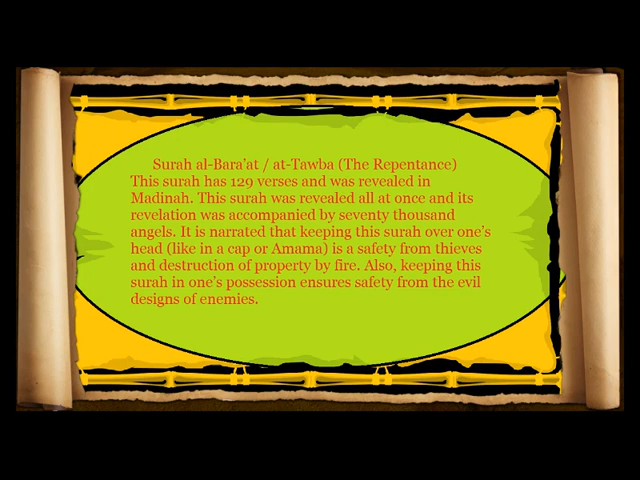 Surah al-Bara’at / at-Tawba (The Repentance)
This surah has 129 verses and was revealed in
Madinah. This surah was revealed all at once and its
revelation was accompanied by seventy thousand
angels. It is narrated that keeping this surah over one’s
head (like in a cap or Amama) is a safety from thieves
and destruction of property by fire. Also, keeping this
surah in one’s possession ensures safety from the evil
designs of enemies.